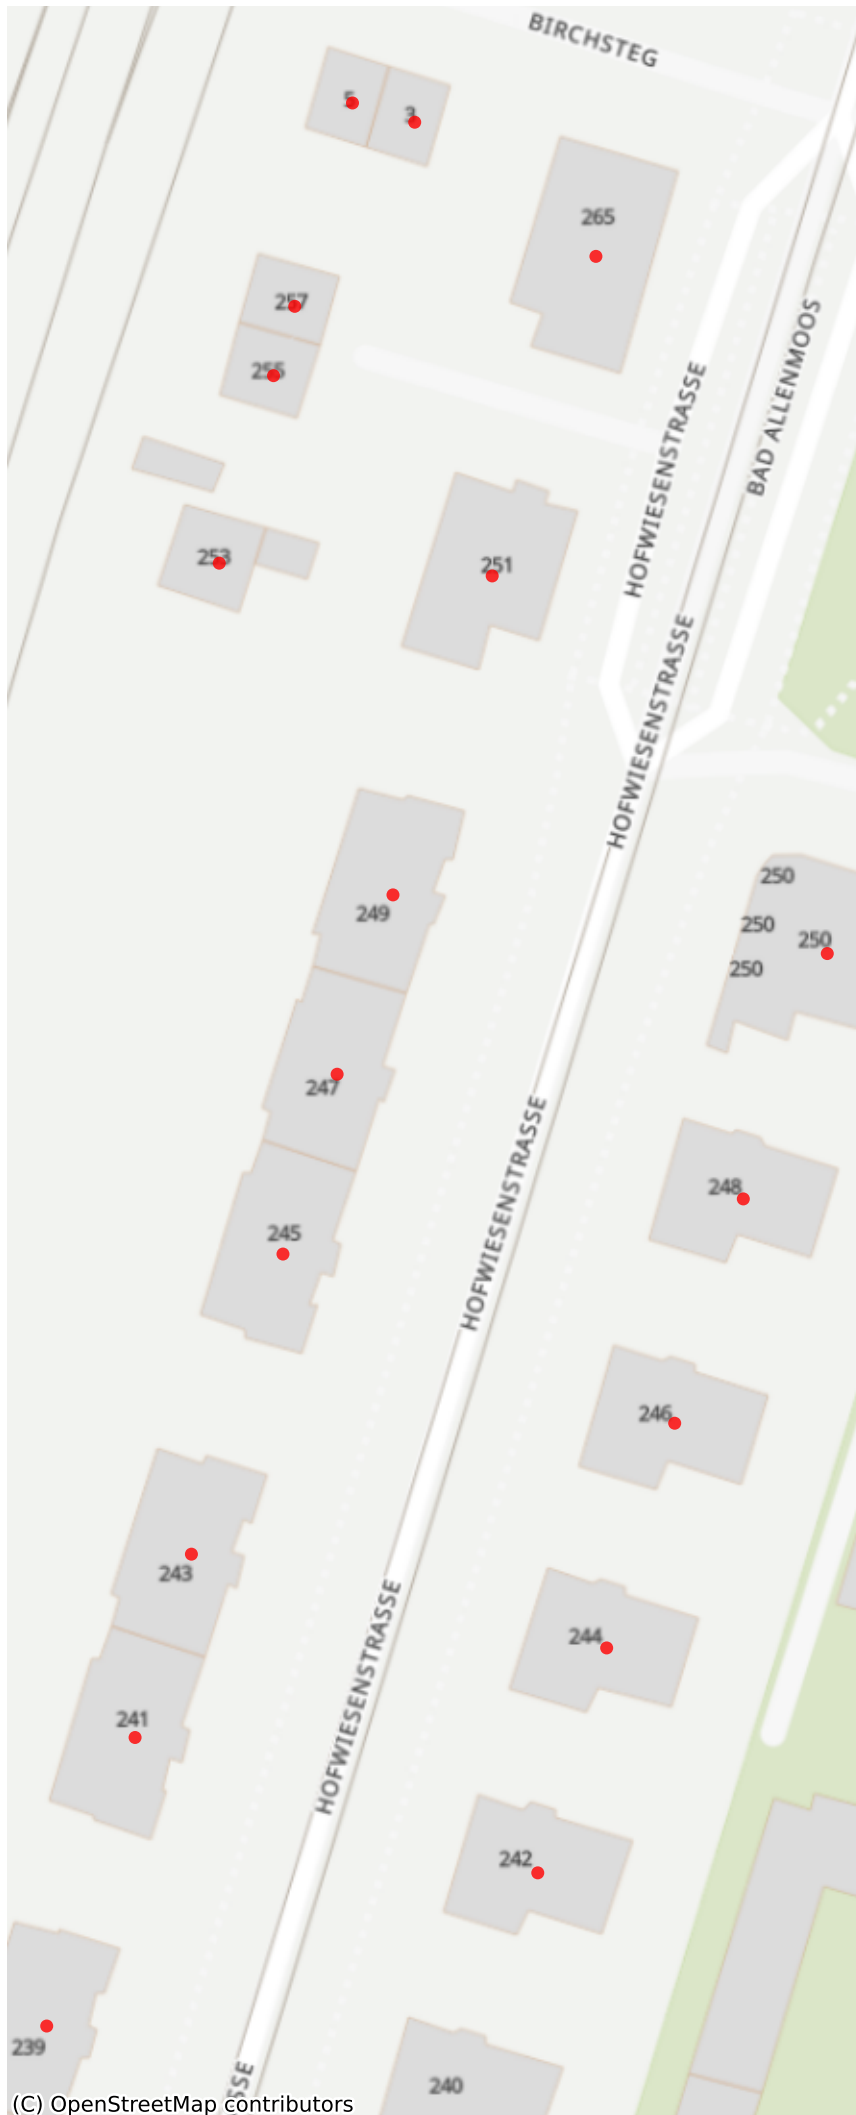 BIRCHSTEG
5
3
265
257
255
HOFWIESENSTRASSE
BAD ALLENMOOS
253
251
HOFWIESENSTRASSE
249
250
250
250
250
247
HOFWIESENSTRASSE
248
245
246
243
HOFWIESENSTRASSE
244
241
242
239
240
SSE
(C) OpenStreetMap contributors